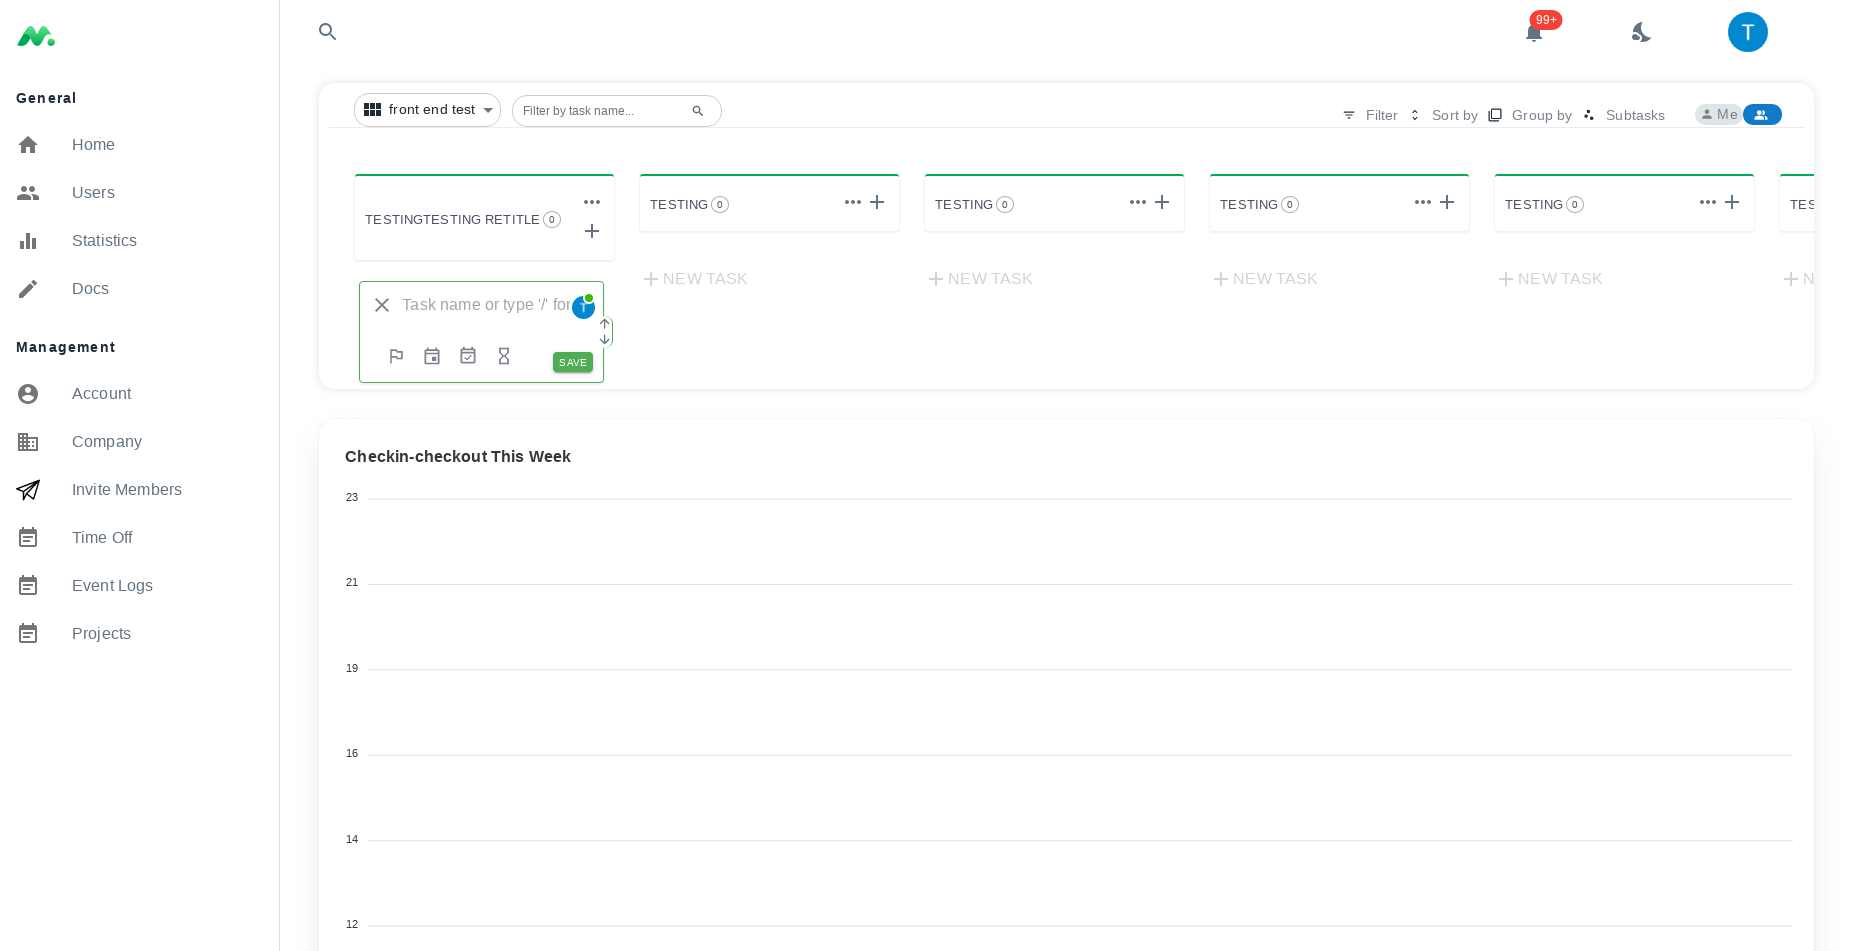 99+
T
General
Home
Users
Statistics
Docs
Management
Account
Company
Invite Members
Time Off
Event Logs
Projects
front end test
Filter by task name...
Filter
Sort by
Group by
Subtasks
Me
TESTINGTESTING RETITLE 0
TESTING 0
TESTING 0
TESTING 0
TESTING 0
Task name or type '/' for
T
SAVE
NEW TASK
NEW TASK
NEW TASK
NEW TASK
Checkin-checkout This Week
23
21
19
16
14
12